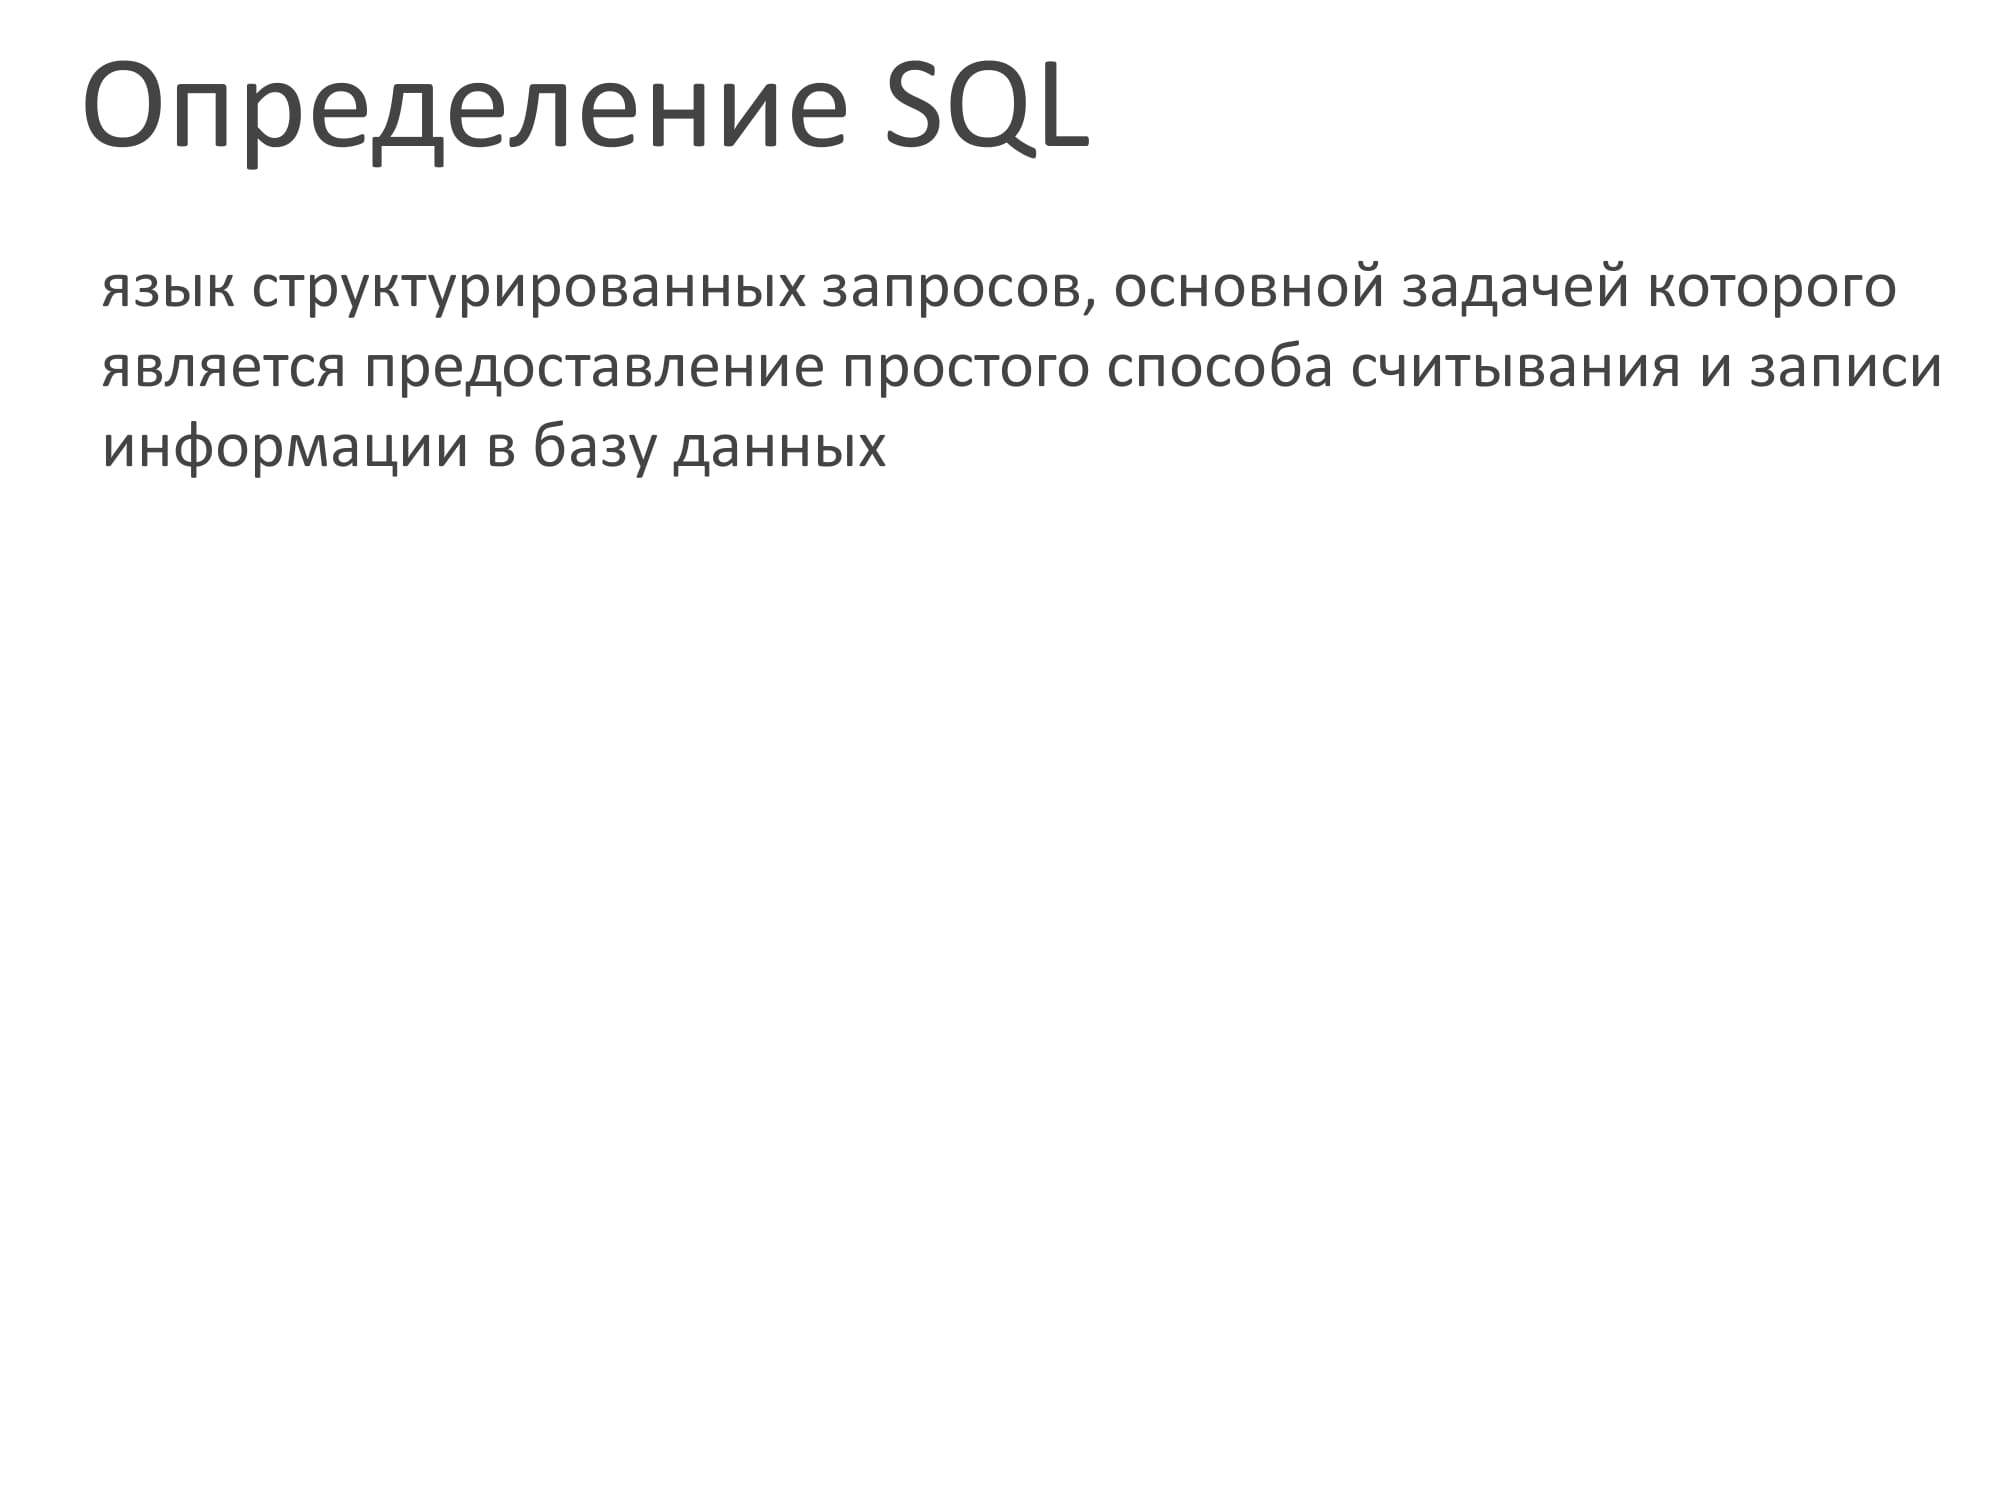 Определение SQL
язык структурированных запросов, основной задачей которого
является предоставление простого способа считывания и записи
информации в базу данных